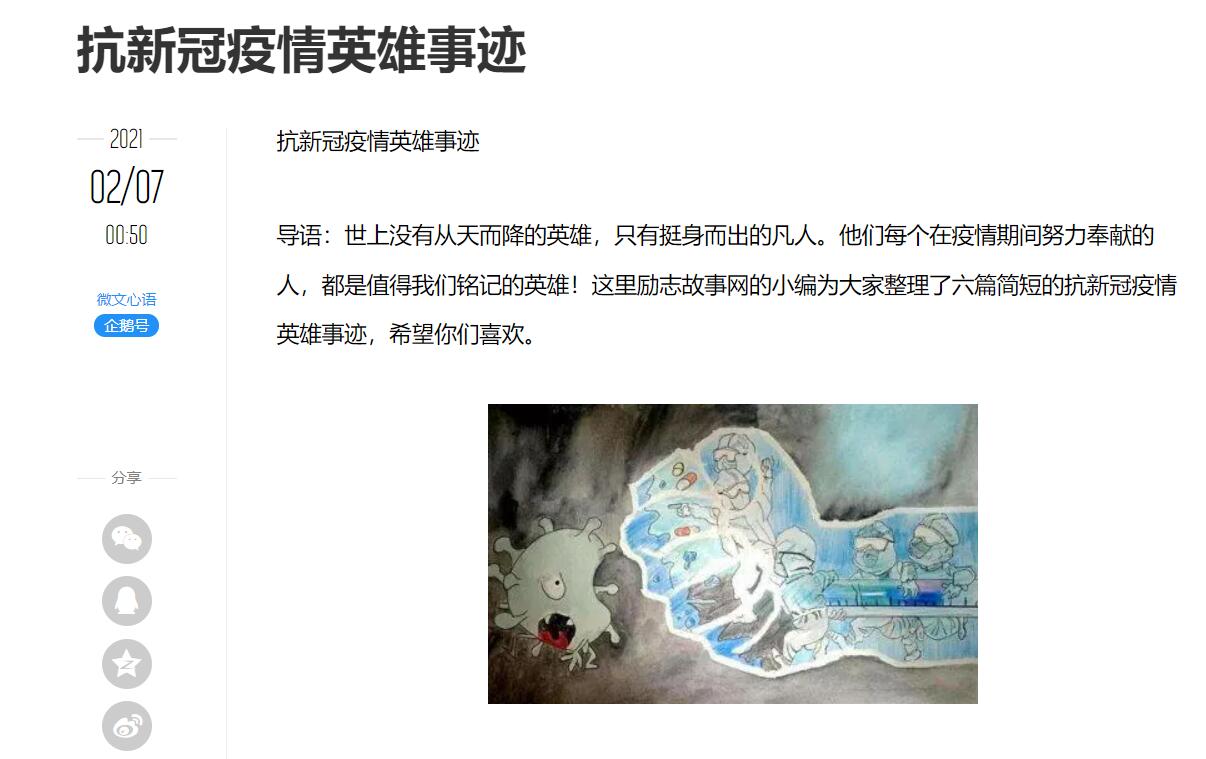 抗新冠疫情英雄事迹
2021
02/07
00:50
微文心语
企鹅号
分享
抗新冠疫情英雄事迹
导语：世上没有从天而降的英雄，只有挺身而出的凡人。他们每个在疫情期间努力奉献的
人，都是值得我们铭记的英雄！这里励志故事网的小编为大家整理了六篇简短的抗新冠疫情
英雄事迹，希望你们喜欢。